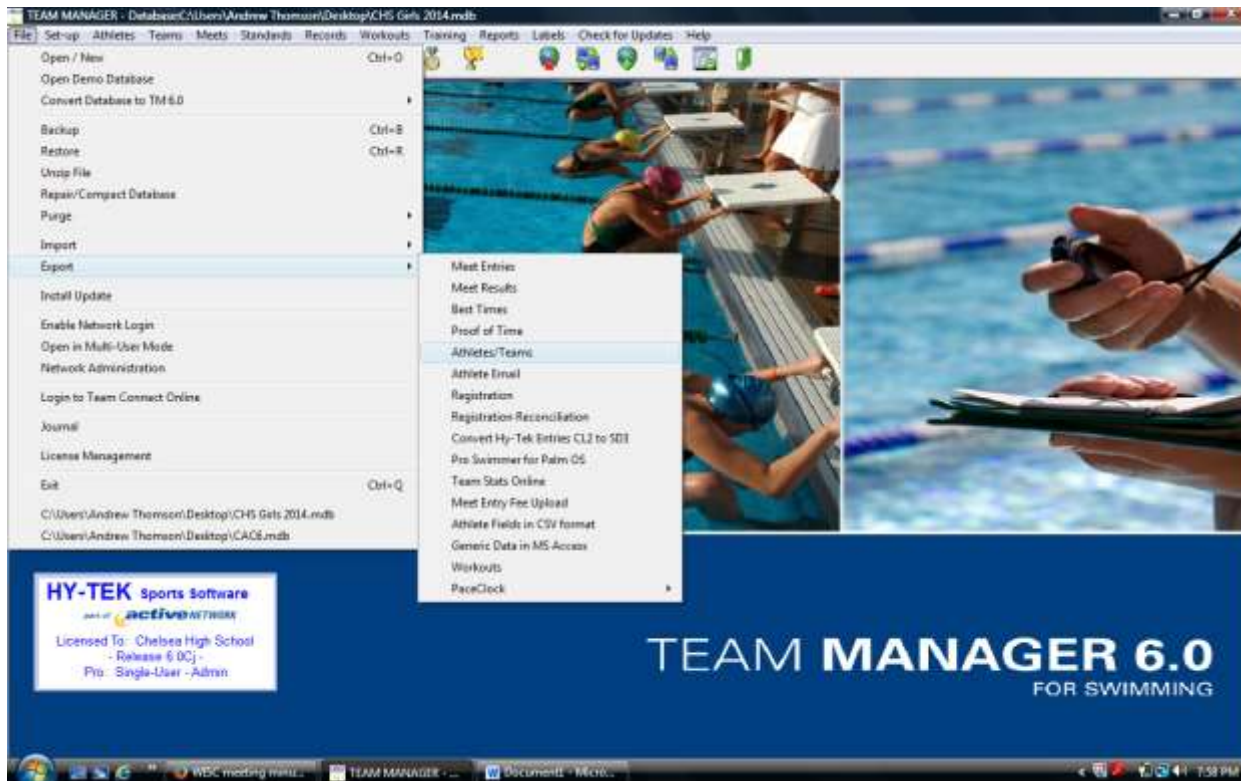 TEAM MANAGER - Database:C:\Users\Andrew Thomson\Desktop\CHS Girls 2014.mdb
File Set-up Athletes Teams Meets Standards Records Workouts Training Reports Labels Check for Updates Help
Open / New Ctrl+O
Open Demo Database
Convert Database to TM 6.0
Backup Ctrl+B
Restore Ctrl+R
Unzip File
Repair/Compact Database
Purge
Import
Export
Install Update
Enable Network Login
Open in Multi-User Mode
Network Administration
Login to Team Connect Online
Journal
License Management
Exit Ctrl+Q
C:\Users\Andrew Thomson\Desktop\CHS Girls 2014.mdb
C:\Users\Andrew Thomson\Desktop\CAC6.mdb
Meet Entries
Meet Results
Best Times
Proof of Time
Athletes/Teams
Athlete Email
Registration
Registration Reconciliation
Convert Hy-Tek Entries CL2 to SD3
Pro Swimmer for Palm OS
Team Stats Online
Meet Entry Fee Upload
Athlete Fields in CSV format
Generic Data in MS Access
Workouts
PaceClock
HY-TEK Sports Software
part of active NETWORK
Licensed To: Chelsea High School
- Release 6.0Cj -
Pro: Single-User - Admin
TEAM MANAGER 6.0
FOR SWIMMING
WISC meeting minu... TEAM MANAGER - ... Document1 - Micro... 7:58 PM